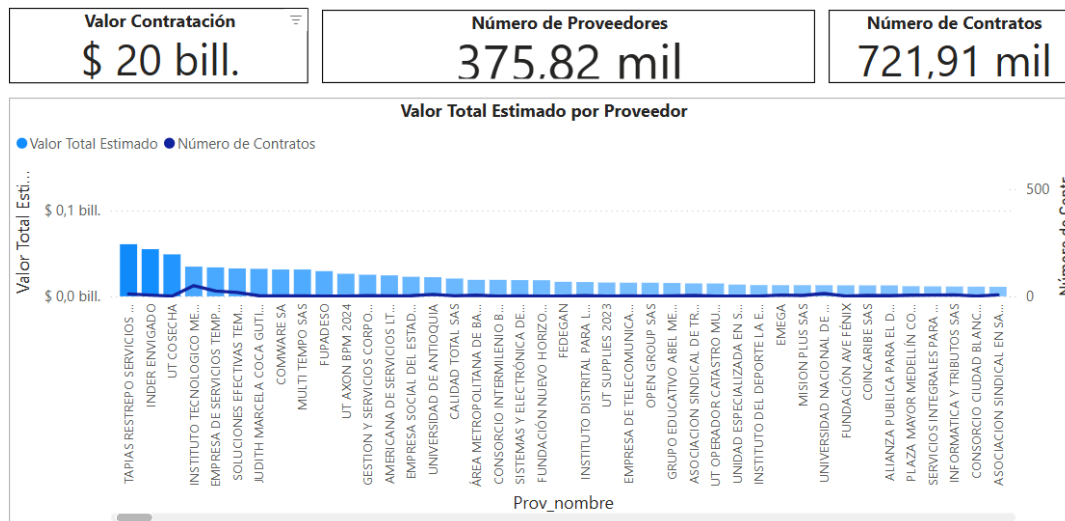 Valor Contratación
$ 20 bill.
Número de Proveedores
375,82 mil
Número de Contratos
721,91 mil
Valor Total Estimado por Proveedor
Valor Total Estimado
Número de Contratos
Valor Total Esti...
$ 0,1 bill.
$ 0,0 bill.
500
0
Número de Contr...
TAPIAS RESTREPO SERVICIOS ...
INDER ENVIGADO
UT COSECHA
INSTITUTO TECNOLOGICO ME...
EMPRESA DE SERVICIOS TEMP...
SOLUCIONES EFECTIVAS TEM...
JUDITH MARCELA COCA GUTI...
COMWARE SA
MULTI TEMPO SAS
FUPADESO
UT AXON BPM 2024
GESTION Y SERVICIOS CORPO...
AMERICANA DE SERVICIOS LT...
EMPRESA SOCIAL DEL ESTAD...
UNIVERSIDAD DE ANTIOQUIA
CALIDAD TOTAL SAS
ÁREA METROPOLITANA DE BA...
CONSORCIO INTERMILENIO B...
SISTEMAS Y ELECTRÓNICA DE...
FUNDACIÓN NUEVO HORIZO...
FEDEGAN
INSTITUTO DISTRITAL PARA L...
UT SUPPLIES 2023
EMPRESA DE TELECOMUNICA...
OPEN GROUP SAS
GRUPO EDUCATIVO ABEL ME...
ASOCIACION SINDICAL DE TR...
UT OPERADOR CATASTRO MU...
UNIDAD ESPECIALIZADA EN S...
INSTITUTO DEL DEPORTE LA E...
EMEGA
MISION PLUS SAS
UNIVERSIDAD NACIONAL DE ...
FUNDACIÓN AVE FÉNIX
COINCARIBE SAS
ALIANZA PUBLICA PARA EL D...
PLAZA MAYOR MEDELLÍN CO...
SERVICIOS INTEGRALES PARA ...
INFORMATICA Y TRIBUTOS SAS
CONSORCIO CIUDAD BLANC...
ASOCIACION SINDICAL EN SA...
Prov_nombre